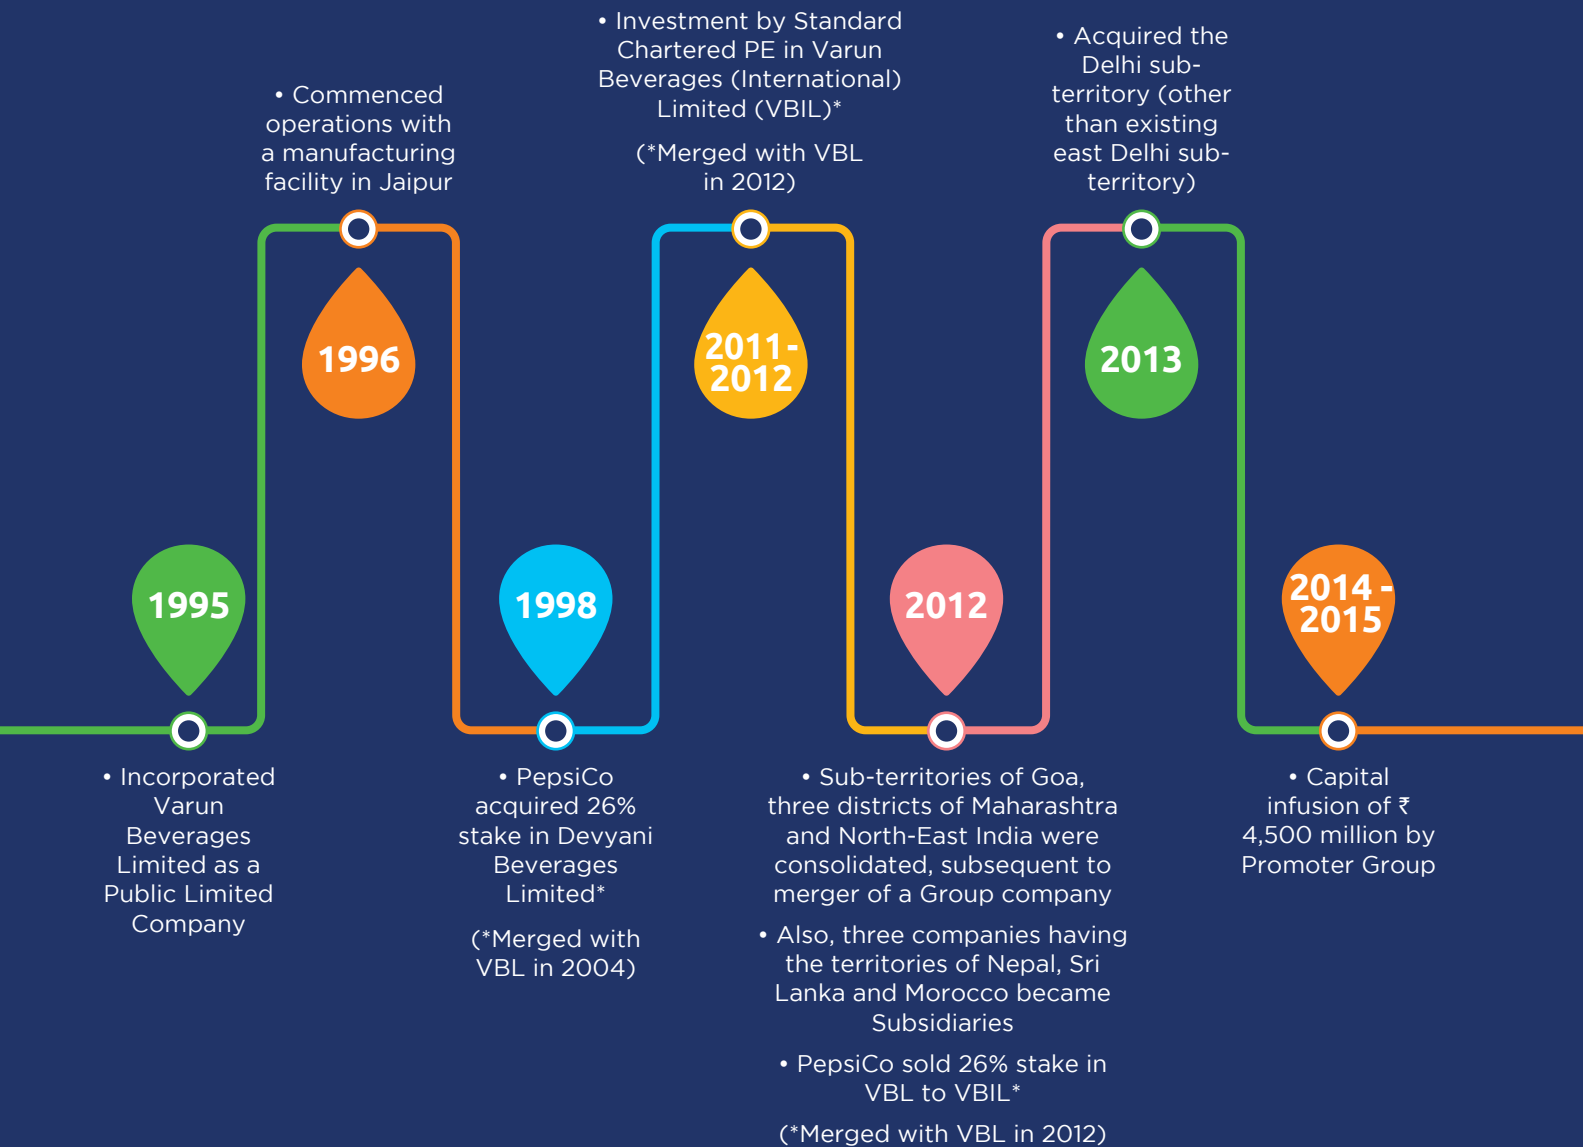 • Commenced
operations with
a manufacturing
facility in Jaipur
1996
• Investment by Standard
Chartered PE in Varun
Beverages (International)
Limited (VBIL)*
(*Merged with VBL
in 2012)
2011-
2012
• Acquired the
Delhi sub-
territory (other
than existing
east Delhi sub-
territory)
2013
1995
• Incorporated
Varun
Beverages
Limited as a
Public Limited
Company
1998
• PepsiCo
acquired 26%
stake in Devyani
Beverages
Limited*
(*Merged with
VBL in 2004)
2012
• Sub-territories of Goa,
three districts of Maharashtra
and North-East India were
consolidated, subsequent to
merger of a Group company
• Also, three companies having
the territories of Nepal, Sri
Lanka and Morocco became
Subsidiaries
• PepsiCo sold 26% stake in
VBL to VBIL*
(*Merged with VBL in 2012)
2014 -
2015
• Capital
infusion of ₹
4,500 million by
Promoter Group